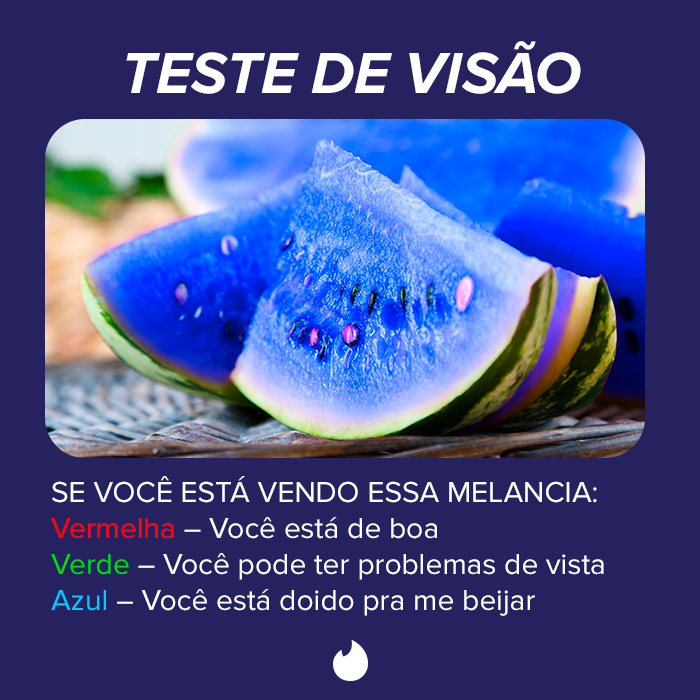 TESTE DE VISÃO
SE VOCÊ ESTÁ VENDO ESSA MELANCIA:
Vermelha – Você está de boa
Verde – Você pode ter problemas de vista
Azul – Você está doido pra me beijar